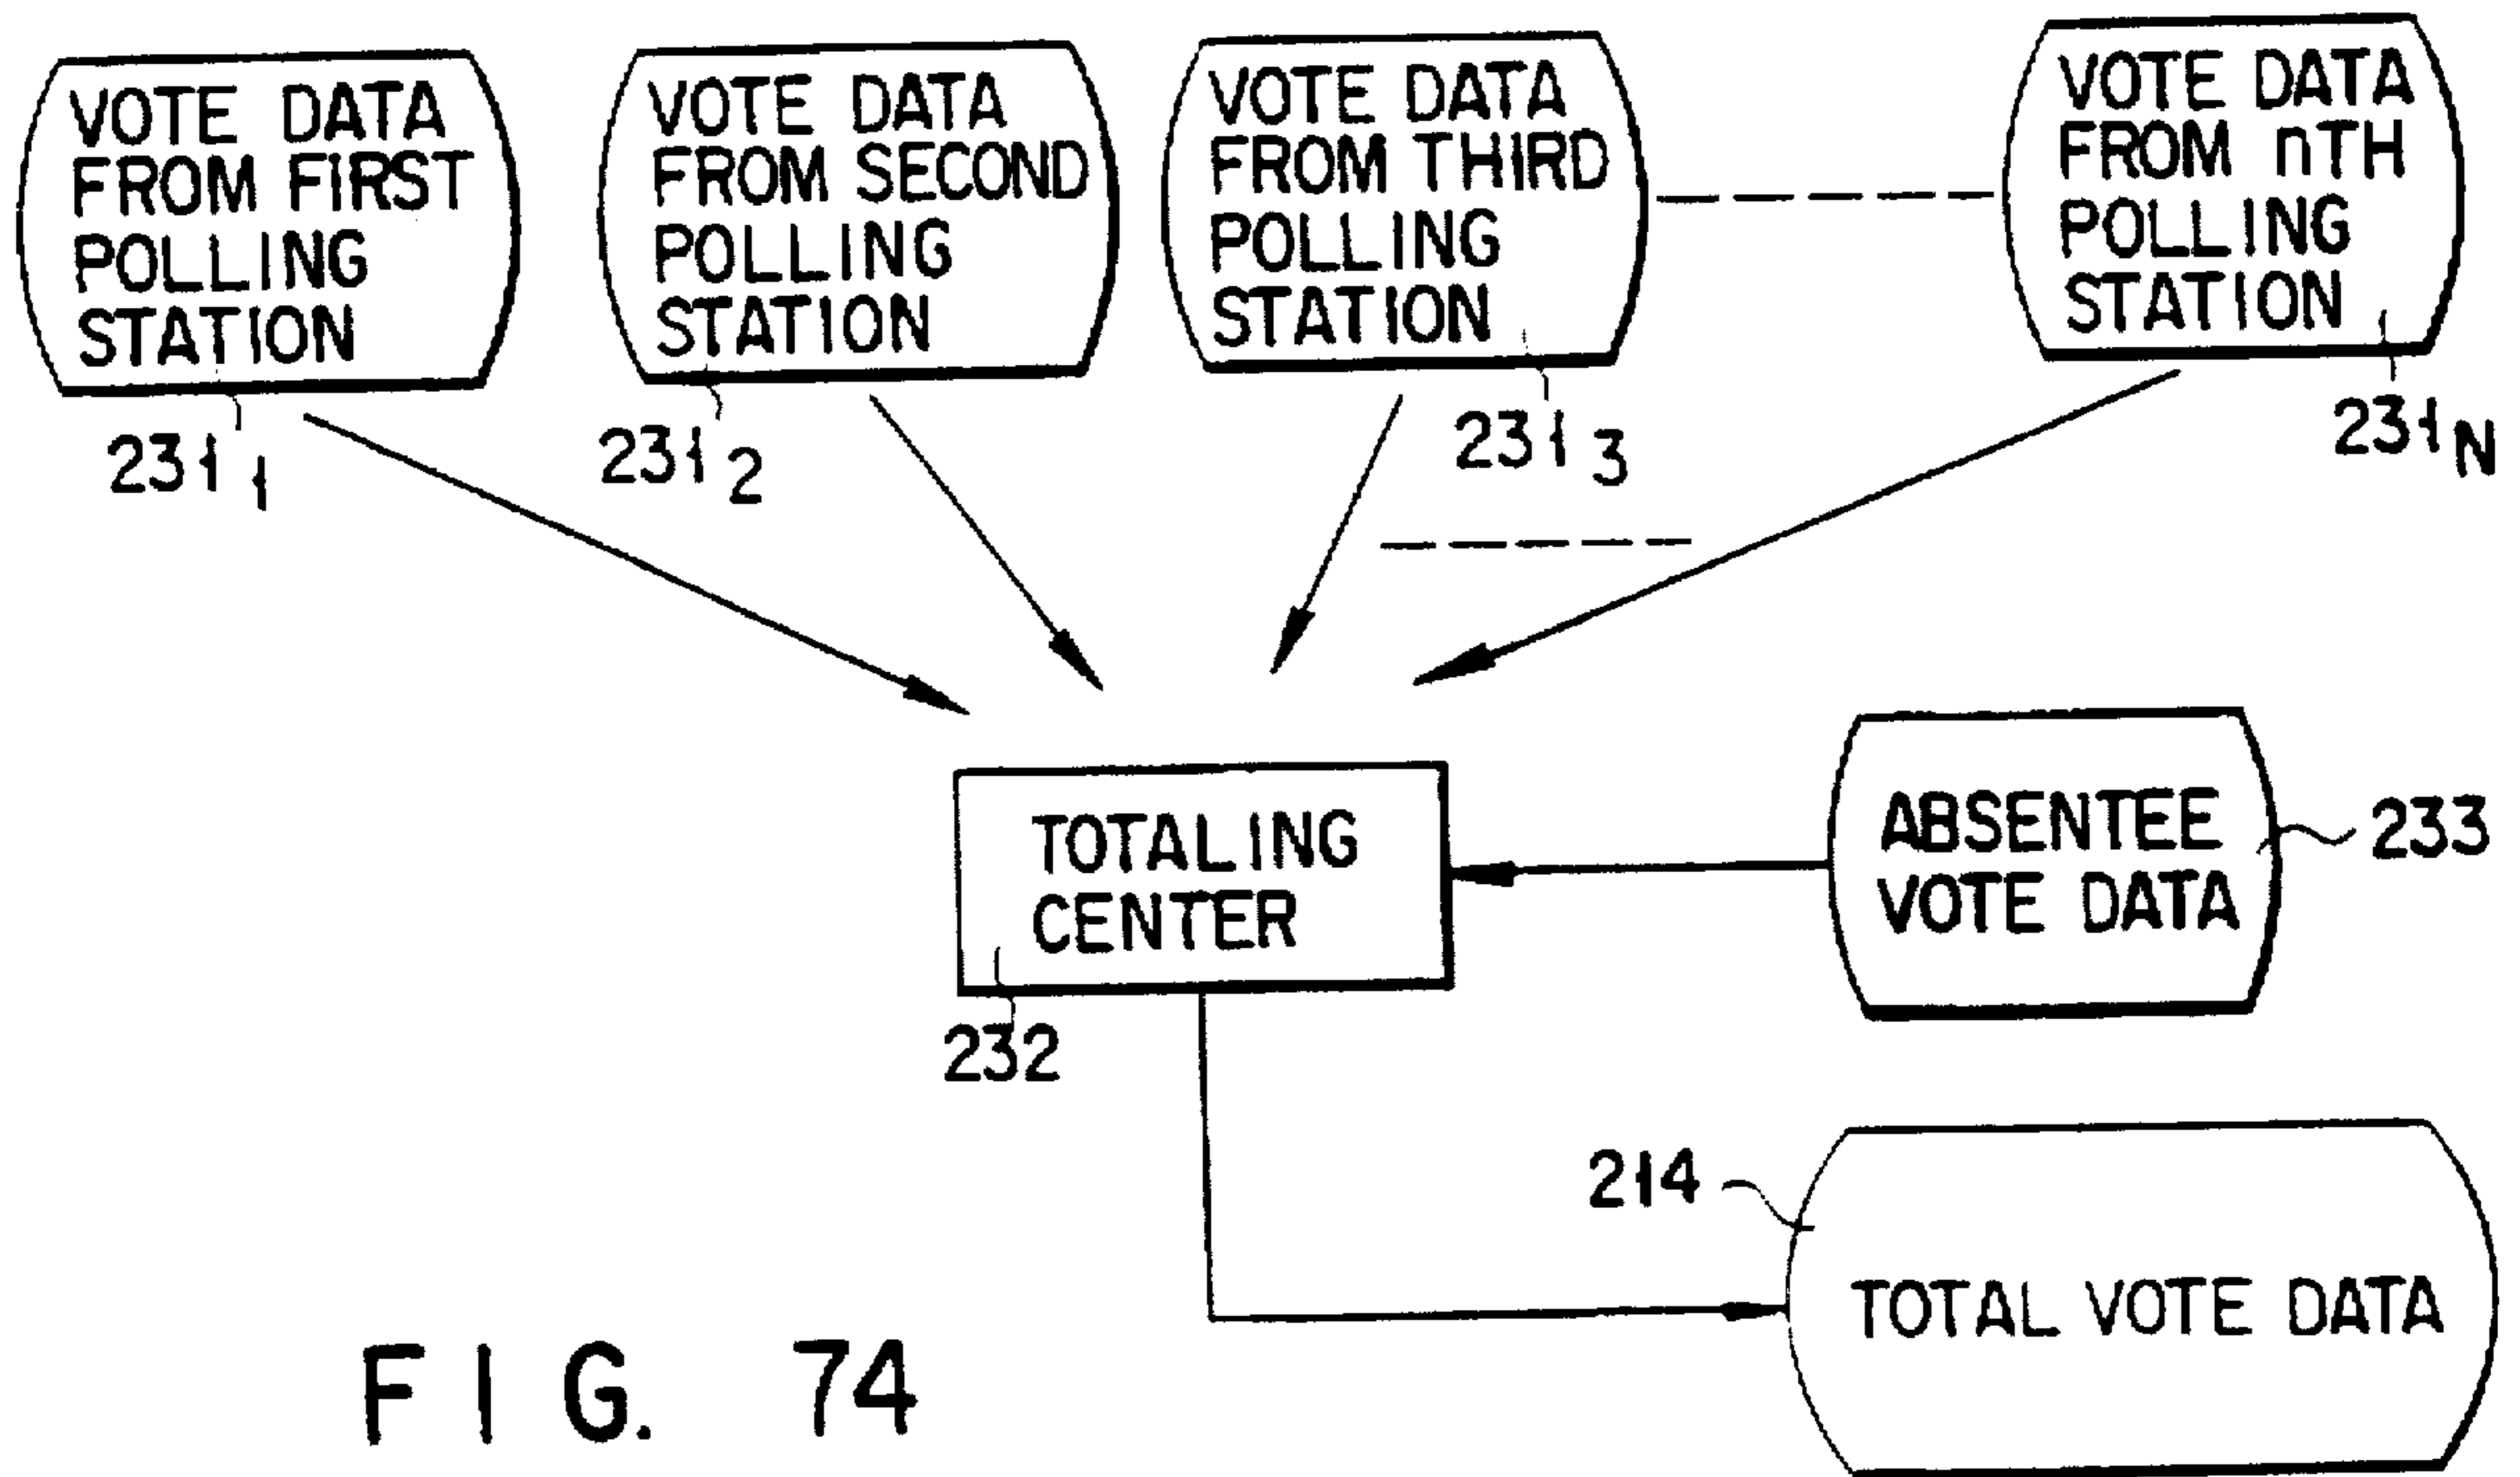 VOTE DATA
FROM FIRST
POLLING
STATION
231 1
VOTE DATA
FROM SECOND
POLLING
STATION
231 2
VOTE DATA
FROM THIRD
POLLING
STATION
231 3
VOTE DATA
FROM nTH
POLLING
STATION
231 N
TOTALING
CENTER
232
ABSENTEE
VOTE DATA
233
214
TOTAL VOTE DATA
FIG. 74